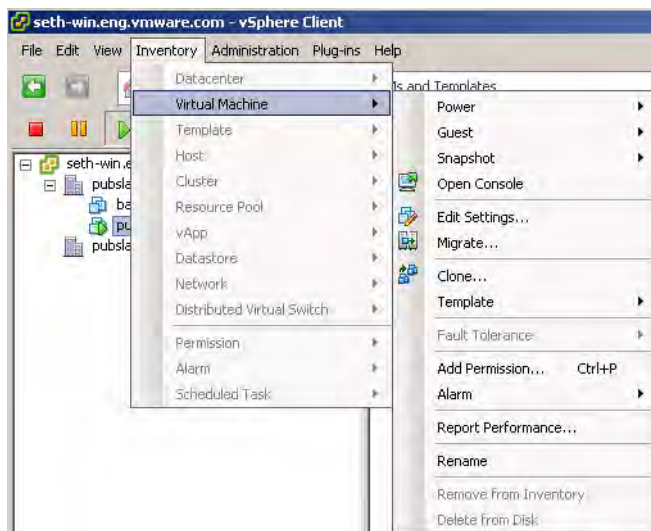 seth-win.eng.vmware.com - vSphere Client
File Edit View Inventory Administration Plug-ins Help
and Templates
Datacenter
Virtual Machine
Template
Host
Cluster
Resource Pool
vApp
Datastore
Network
Distributed Virtual Switch
Permission
Alarm
Scheduled Task
Power
Guest
Snapshot
Open Console
Edit Settings...
Migrate...
Clone...
Template
Fault Tolerance
Add Permission... Ctrl+P
Alarm
Report Performance...
Rename
Remove from Inventory
Delete from Disk
seth-win.e
pubsla
ba
pu
pubsla